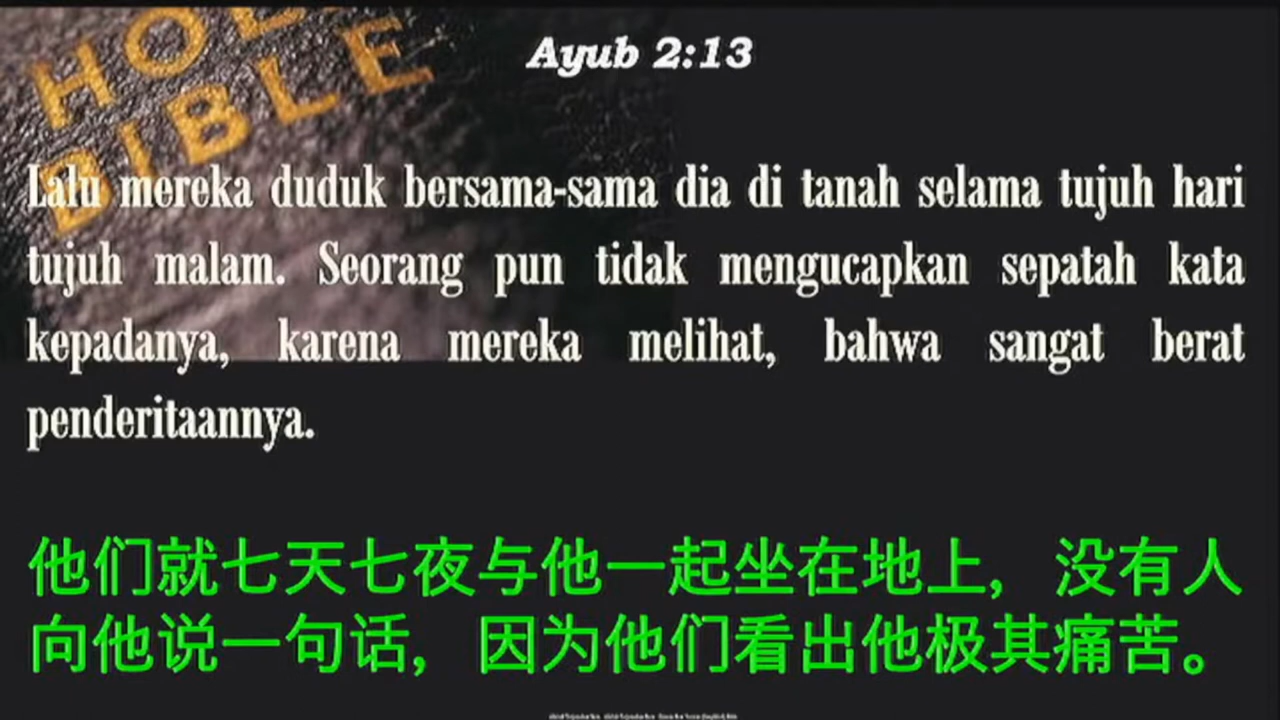 HOL
BIBLE
Ayub 2:13
Lalu mereka duduk bersama-sama dia di tanah selama tujuh hari
tujuh malam. Seorang pun tidak mengucapkan sepatah kata
kepadanya, karena mereka melihat, bahwa sangat berat
penderitaannya.
他们就七天七夜与他一起坐在地上, 没有人
向他说一句话, 因为他们看出他极其痛苦。